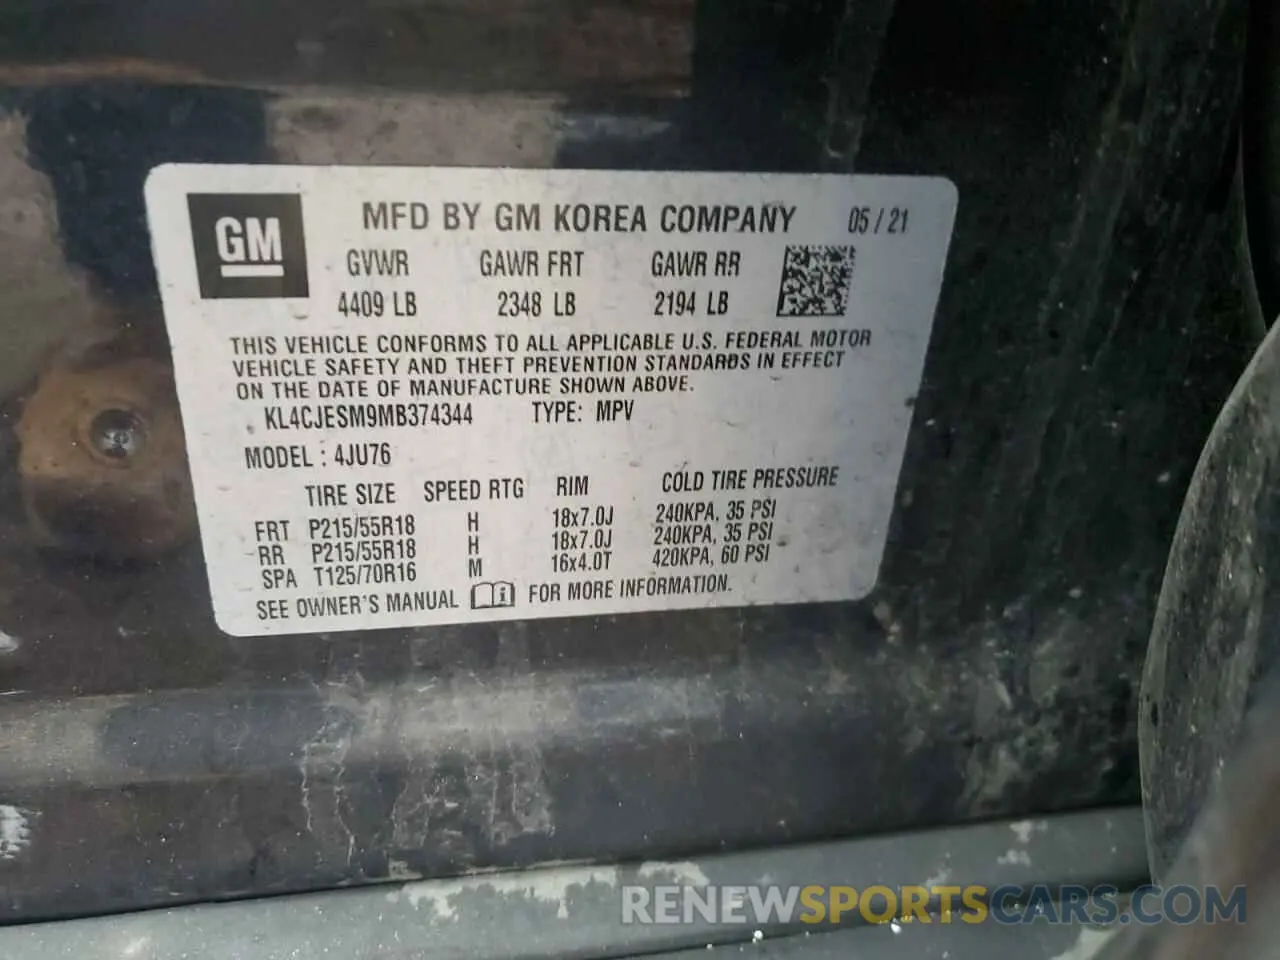 GM
MFD BY GM KOREA COMPANY 05/21
GVWR GAWR FRT GAWR RR
4409 LB 2348 LB 2194 LB
THIS VEHICLE CONFORMS TO ALL APPLICABLE U.S. FEDERAL MOTOR
VEHICLE SAFETY AND THEFT PREVENTION STANDARDS IN EFFECT
ON THE DATE OF MANUFACTURE SHOWN ABOVE.
KL4CJESM9MB374344 TYPE: MPV
MODEL: 4JU76
TIRE SIZE SPEED RTG RIM COLD TIRE PRESSURE
FRT P215/55R18 H 18x7.0J 240KPA, 35 PSI
RR P215/55R18 H 18x7.0J 240KPA, 35 PSI
SPA T125/70R16 M 16x4.0T 420KPA, 60 PSI
SEE OWNER'S MANUAL i FOR MORE INFORMATION.
RENEWSPORTSCARS.COM